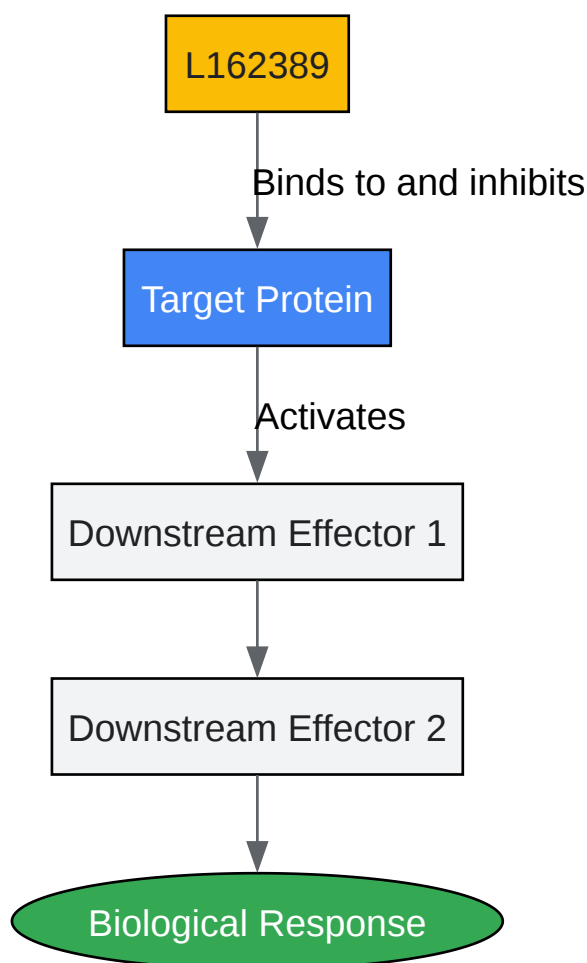 L162389
Binds to and inhibits
Target Protein
Activates
Downstream Effector 1
Downstream Effector 2
Biological Response